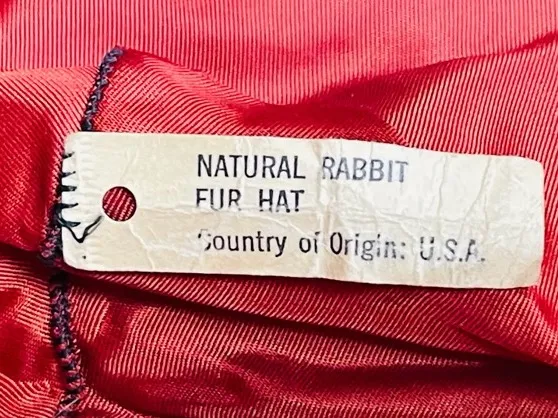 NATURAL RABBIT
FUR HAT
Country of Origin: U.S.A.